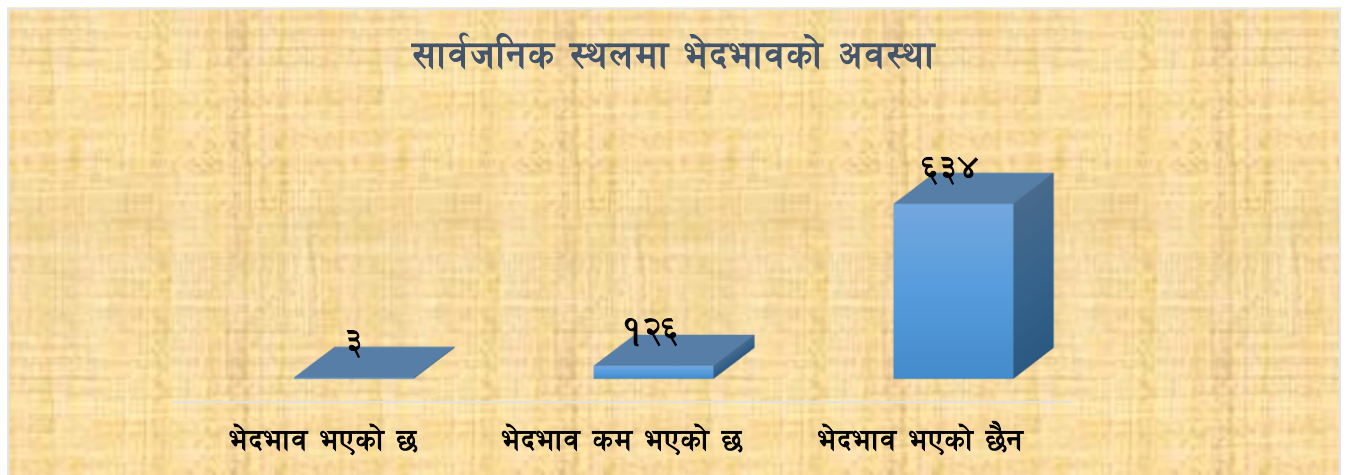 सार्वजनिक स्थलमा भेदभावको अवस्था
६३४
३
१२६
भेदभाव भएको छ
भेदभाव कम भएको छ
भेदभाव भएको छैन